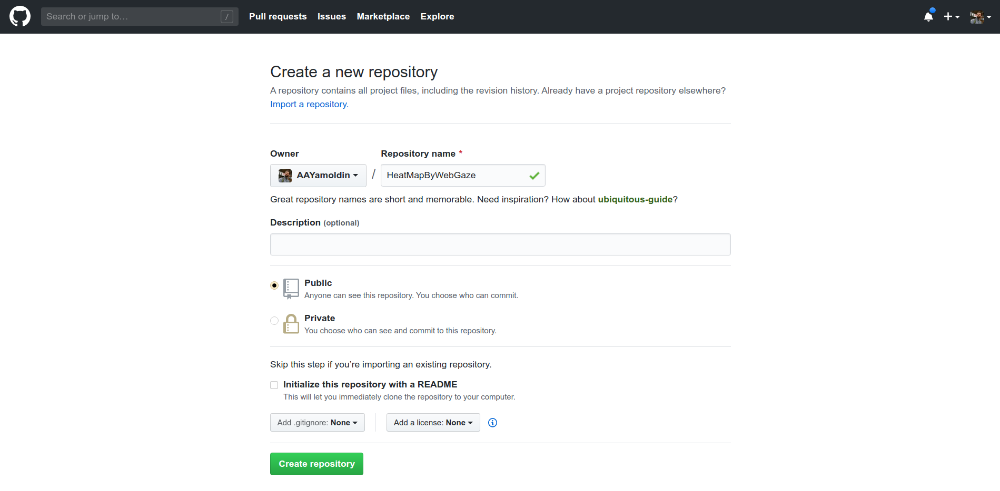 Search or jump to… /
Pull requests Issues Marketplace Explore
Create a new repository
A repository contains all project files, including the revision history. Already have a project repository elsewhere?
Import a repository.
Owner Repository name *
AAYamoldin / HeatMapByWebGaze
Great repository names are short and memorable. Need inspiration? How about ubiquitous-guide?
Description (optional)
Public
Anyone can see this repository. You choose who can commit.
Private
You choose who can see and commit to this repository.
Skip this step if you’re importing an existing repository.
Initialize this repository with a README
This will let you immediately clone the repository to your computer.
Add .gitignore: None Add a license: None
Create repository